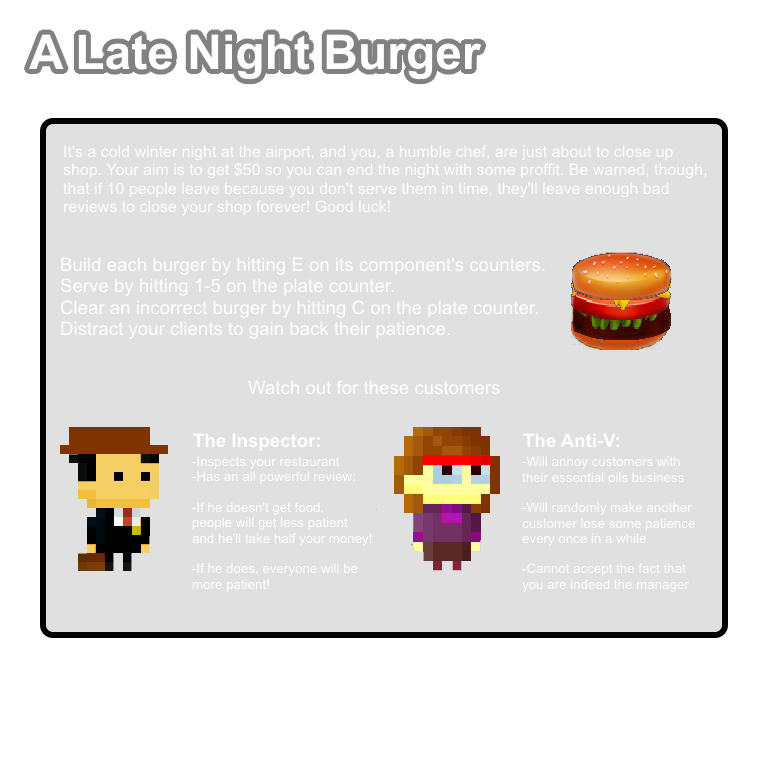 A Late Night Burger
It's a cold winter night at the airport, and you, a humble chef, are just about to close up
shop. Your aim is to get $50 so you can end the night with some proffit. Be warned, though,
that if 10 people leave because you don't serve them in time, they'll leave enough bad
reviews to close your shop forever! Good luck!
Build each burger by hitting E on its component's counters.
Serve by hitting 1-5 on the plate counter.
Clear an incorrect burger by hitting C on the plate counter.
Distract your clients to gain back their patience.
Watch out for these customers
The Inspector:
-Inspects your restaurant
-Has an all powerful review:
-If he doesn't get food,
people will get less patient
and he'll take half your money!
-If he does, everyone will be
more patient!
The Anti-V:
-Will annoy customers with
their essential oils business
-Will randomly make another
customer lose some patience
every once in a while
-Cannot accept the fact that
you are indeed the manager